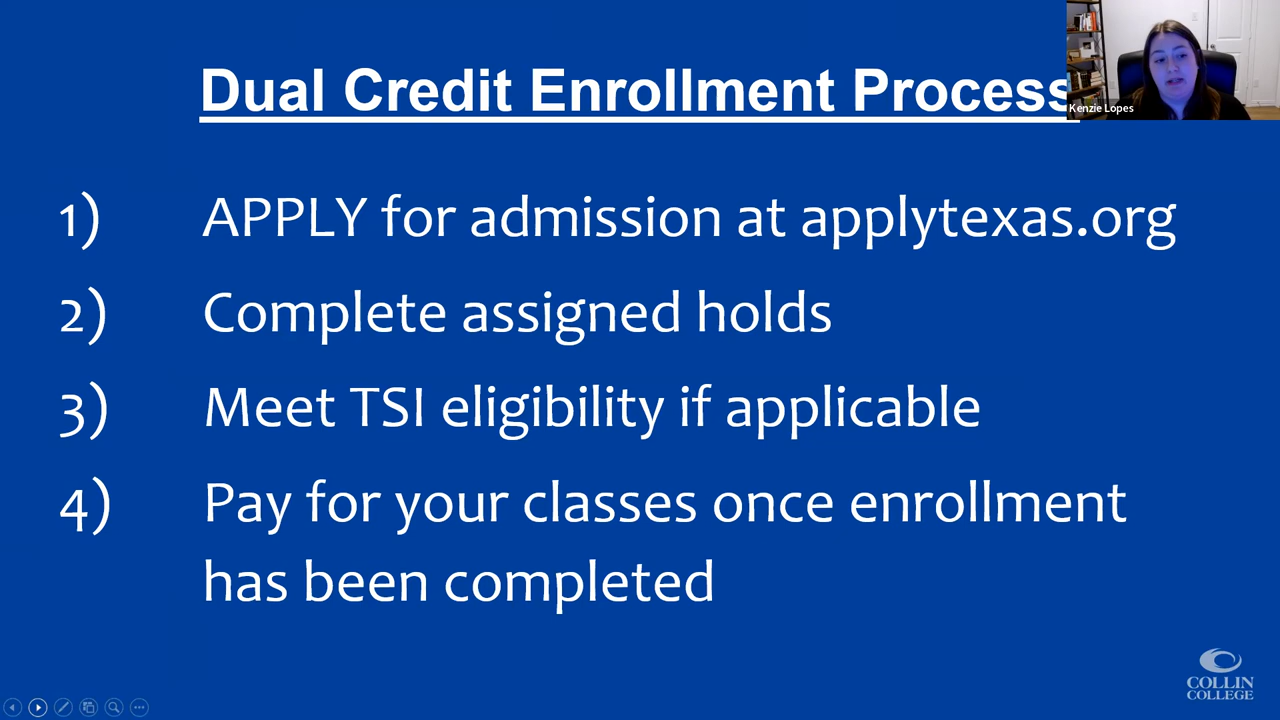 Dual Credit Enrollment Process
Kenzie Lopes
1) APPLY for admission at applytexas.org
2) Complete assigned holds
3) Meet TSI eligibility if applicable
4) Pay for your classes once enrollment
has been completed
COLLIN
COLLEGE